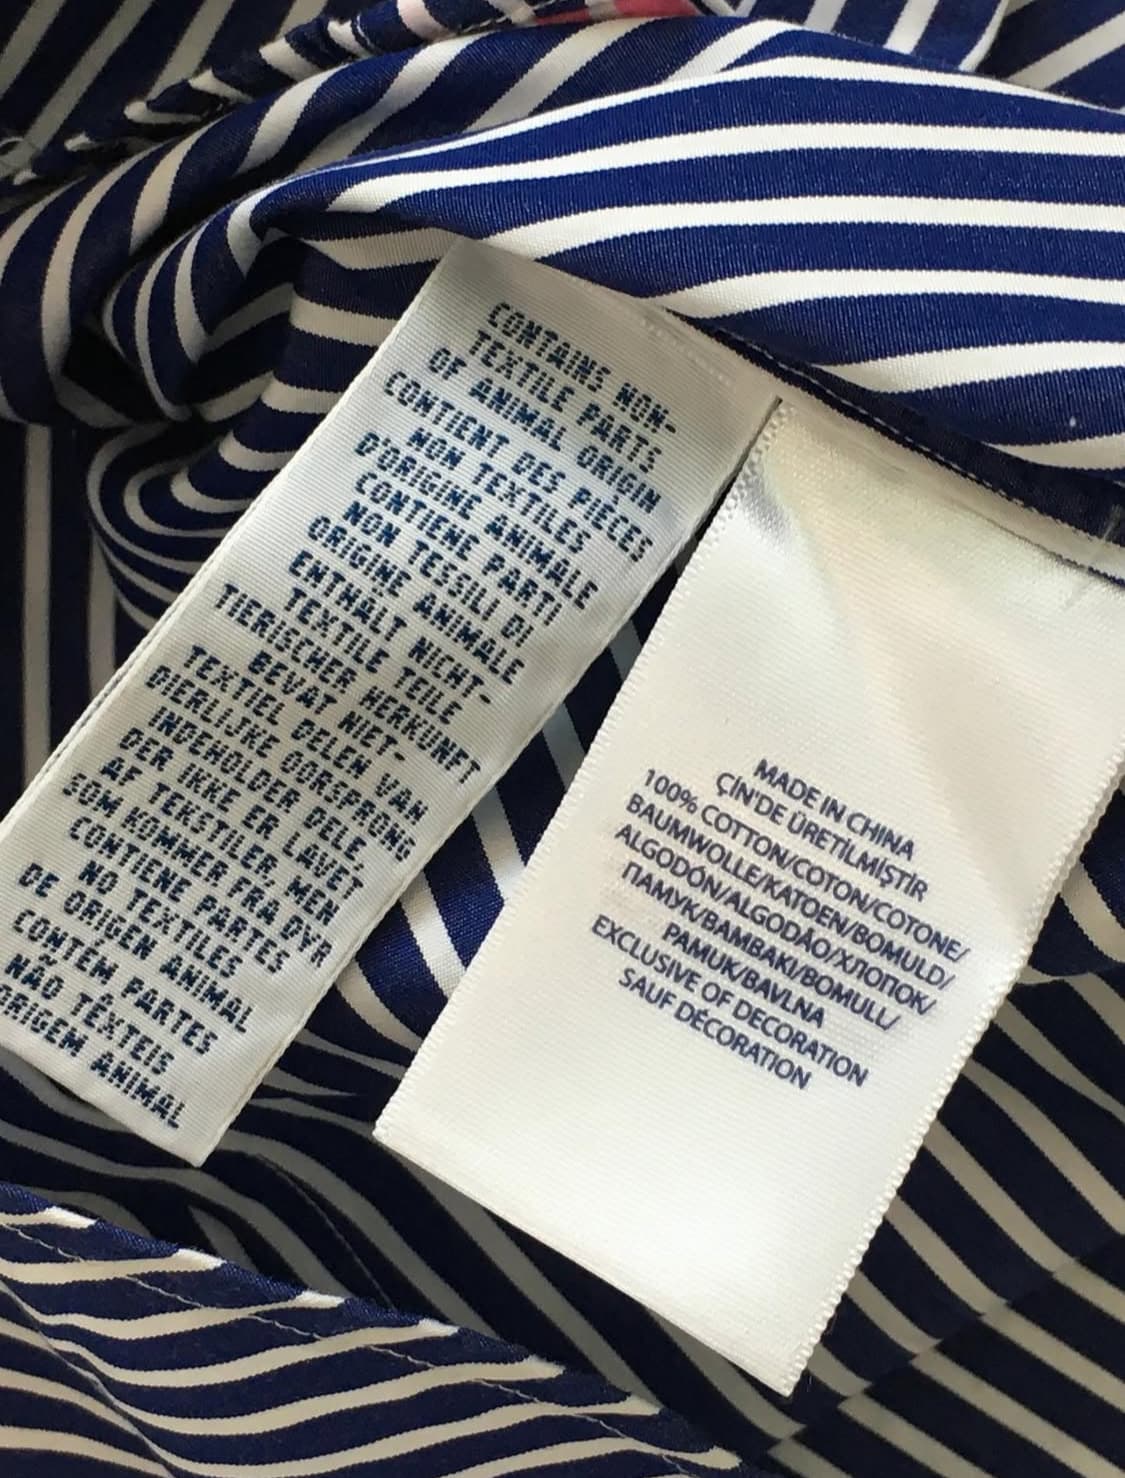 CONTAINS NON-
TEXTILE PARTS
OF ANIMAL ORIGIN
CONTIENT DES PIÈCES
NON TEXTILES
D'ORIGINE ANIMALE
CONTIENE PARTI
NON TESSILI DI
ORIGINE ANIMALE
ENTHÄLT NICHT-
TEXTILE TEILE
TIERISCHER HERKUNFT
BEVAT NIET-
TEXTIEL DELEN VAN
DIERLIJKE OORSPRONG
INDEHOLDER DELE,
DER IKKE ER LAVET
AF TEKSTILER, MEN
SOM KOMMER FRA DYR
CONTIENE PARTES
NO TEXTILES
DE ORIGEN ANIMAL
CONTÉM PARTES
NÃO TÊXTEIS
ORIGEM ANIMAL
MADE IN CHINA
ÇİN'DE ÜRETİLMİŞTİR
100% COTTON/COTON/COTONE/
BAUMWOLLE/KATOEN/BOMULD/
ALGODÓN/ALGODÃO/ХЛОПОК/
ПАМУК/BAMBAKI/BOMULL/
PAMUK/BAVLNA
EXCLUSIVE OF DECORATION
SAUF DÉCORATION